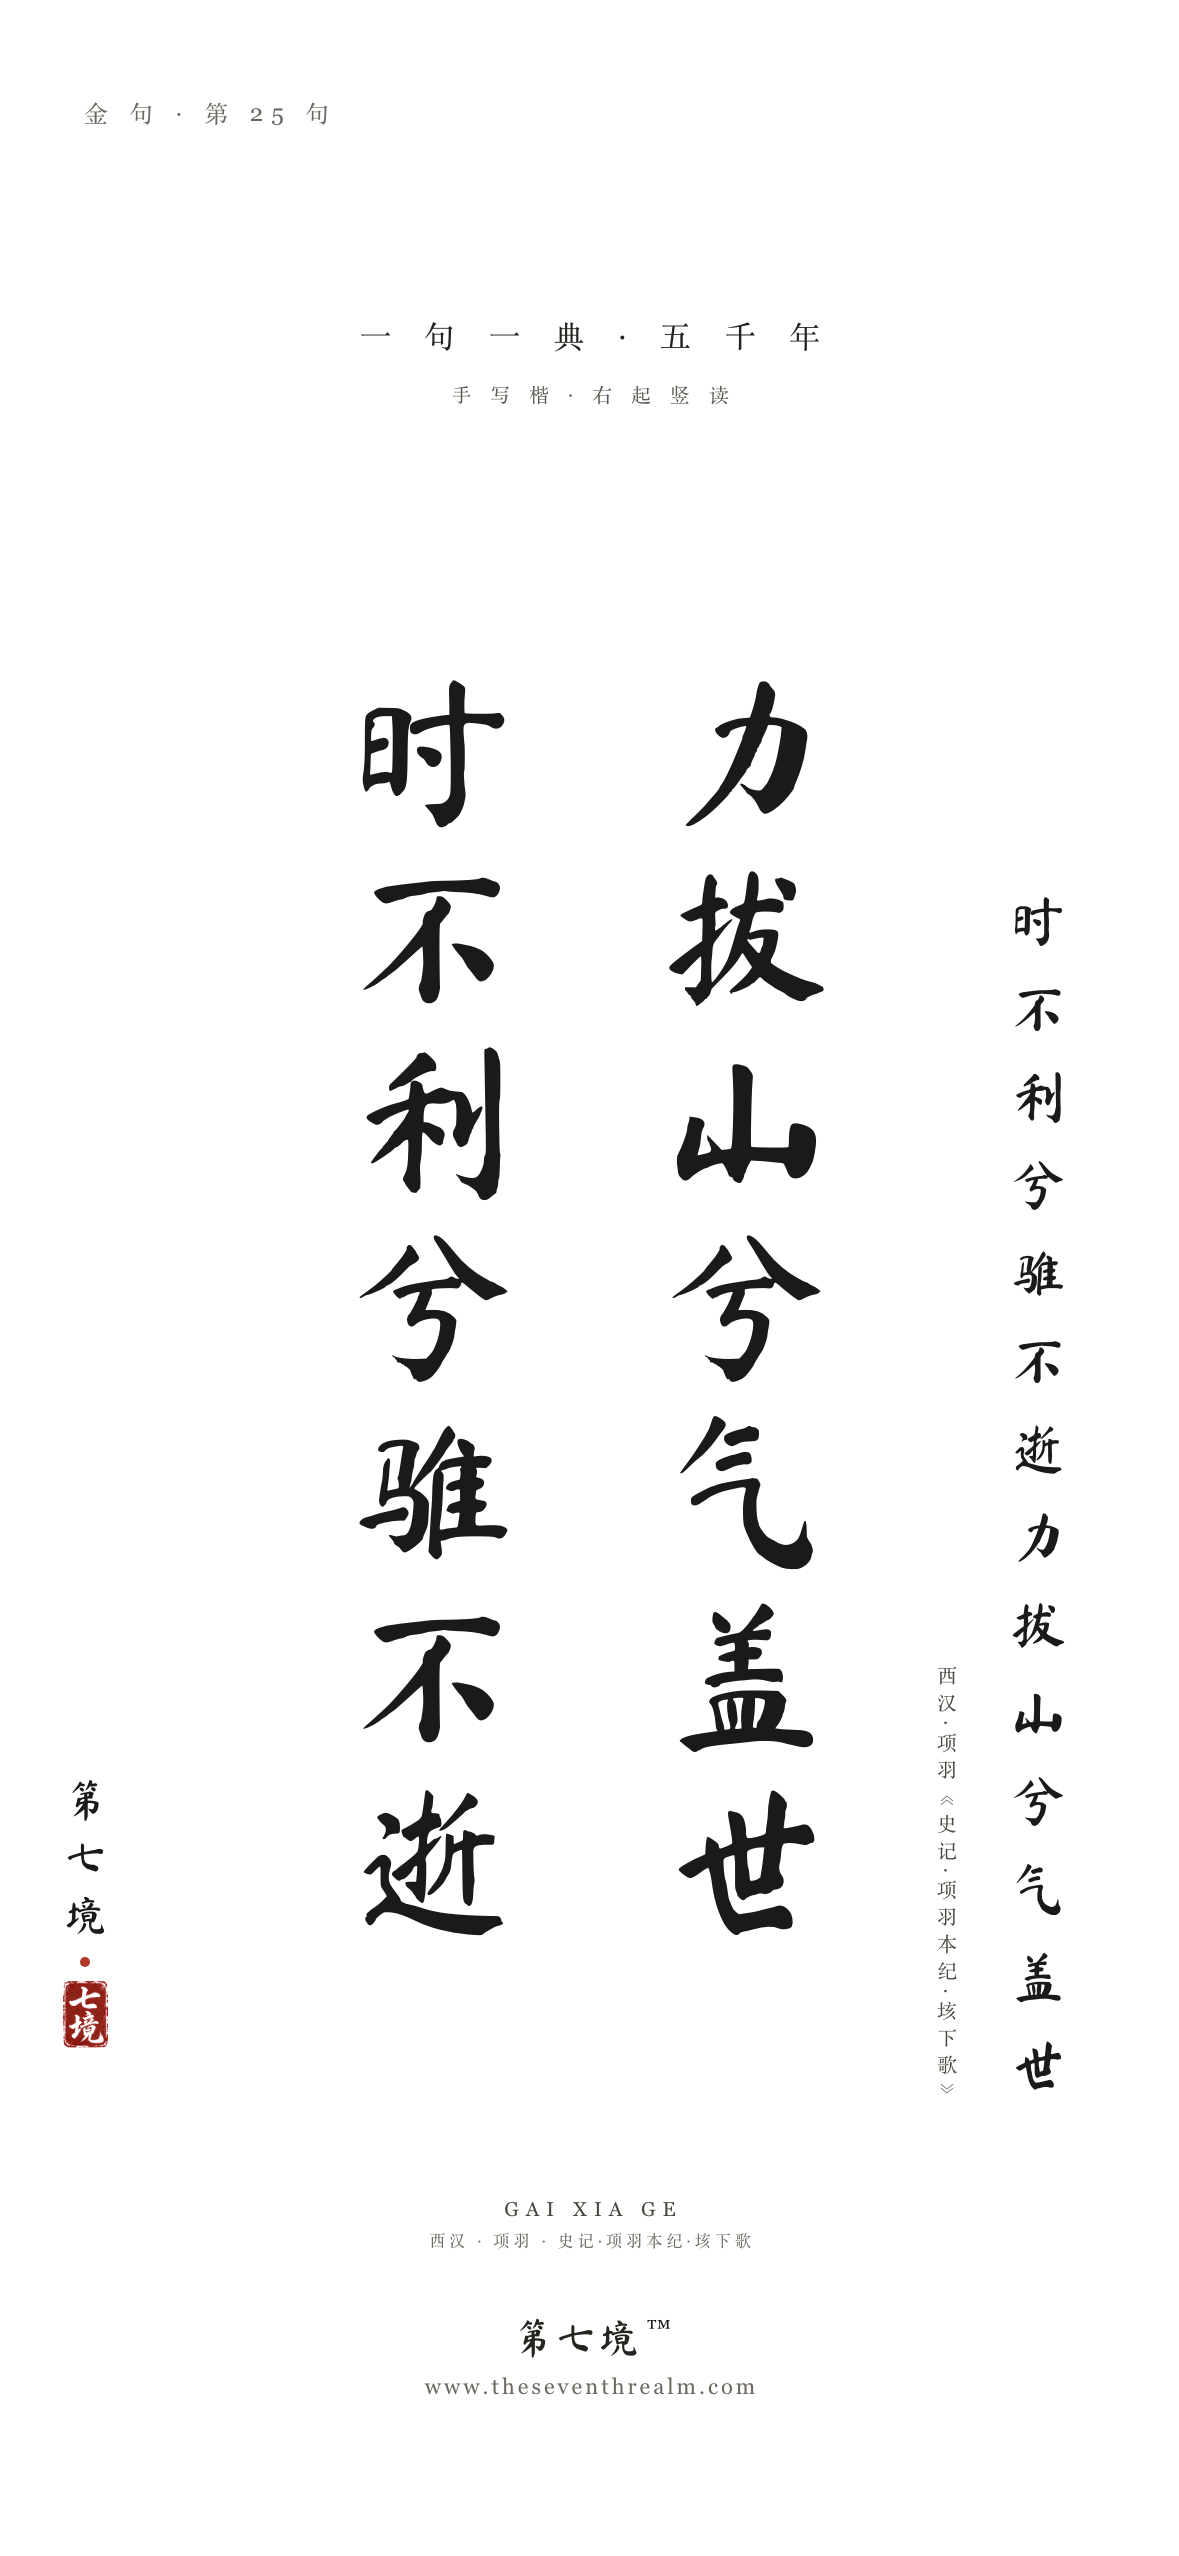 金句·第25句
一句一典·五千年
手写楷·右起竖读
时不利兮骓不逝力拔山兮气盖世
西汉·项羽《史记·项羽本纪·垓下歌》
力拔山兮气盖世
时不利兮骓不逝
第七境
七境
GAI XIA GE
西汉 · 项羽 · 史记·项羽本纪·垓下歌
第七境™
www.theseventhrealm.com